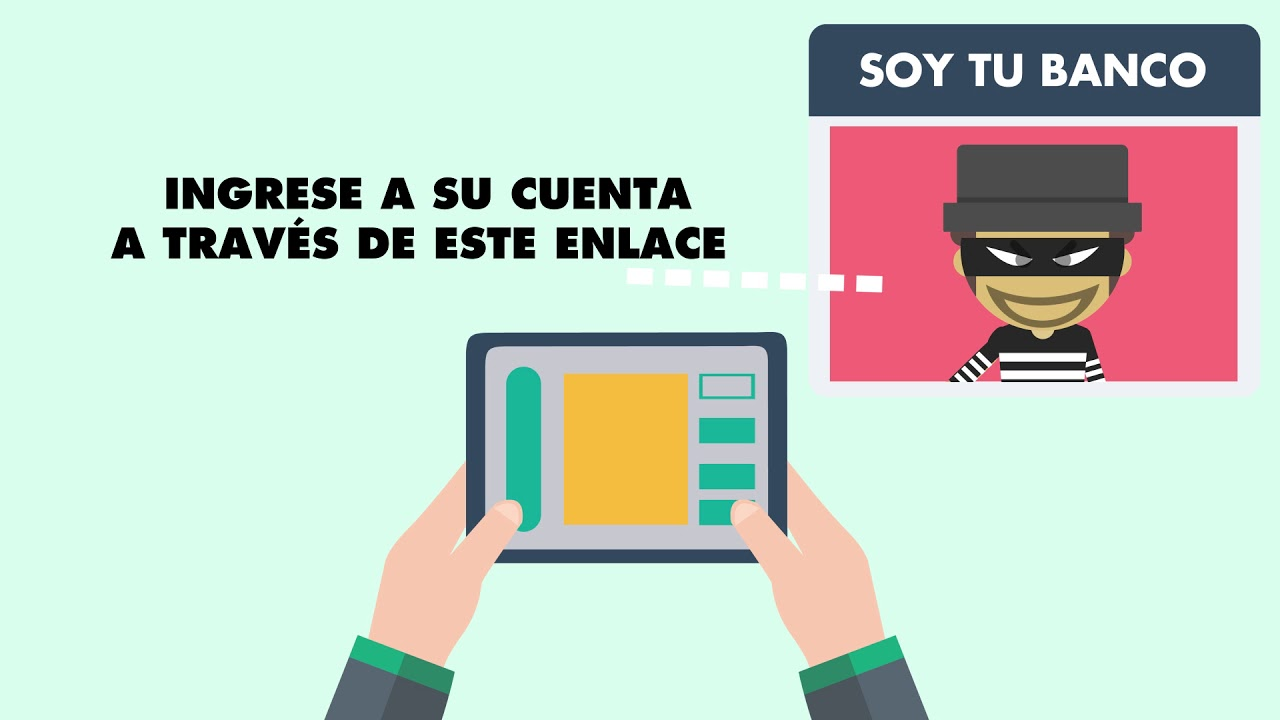 SOY TU BANCO
INGRESE A SU CUENTA
A TRAVÉS DE ESTE ENLACE